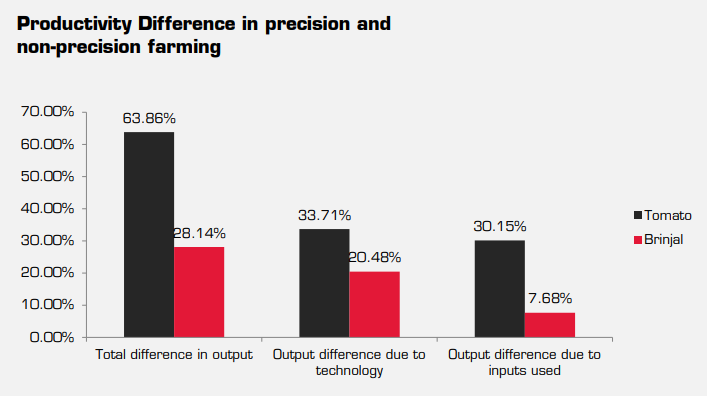 Productivity Difference in precision and
non-precision farming
70.00%
60.00%
50.00%
40.00%
30.00%
20.00%
10.00%
0.00%
63.86%
28.14%
33.71%
20.48%
30.15%
7.68%
Total difference in output
Output difference due to
technology
Output difference due to
inputs used
Tomato
Brinjal